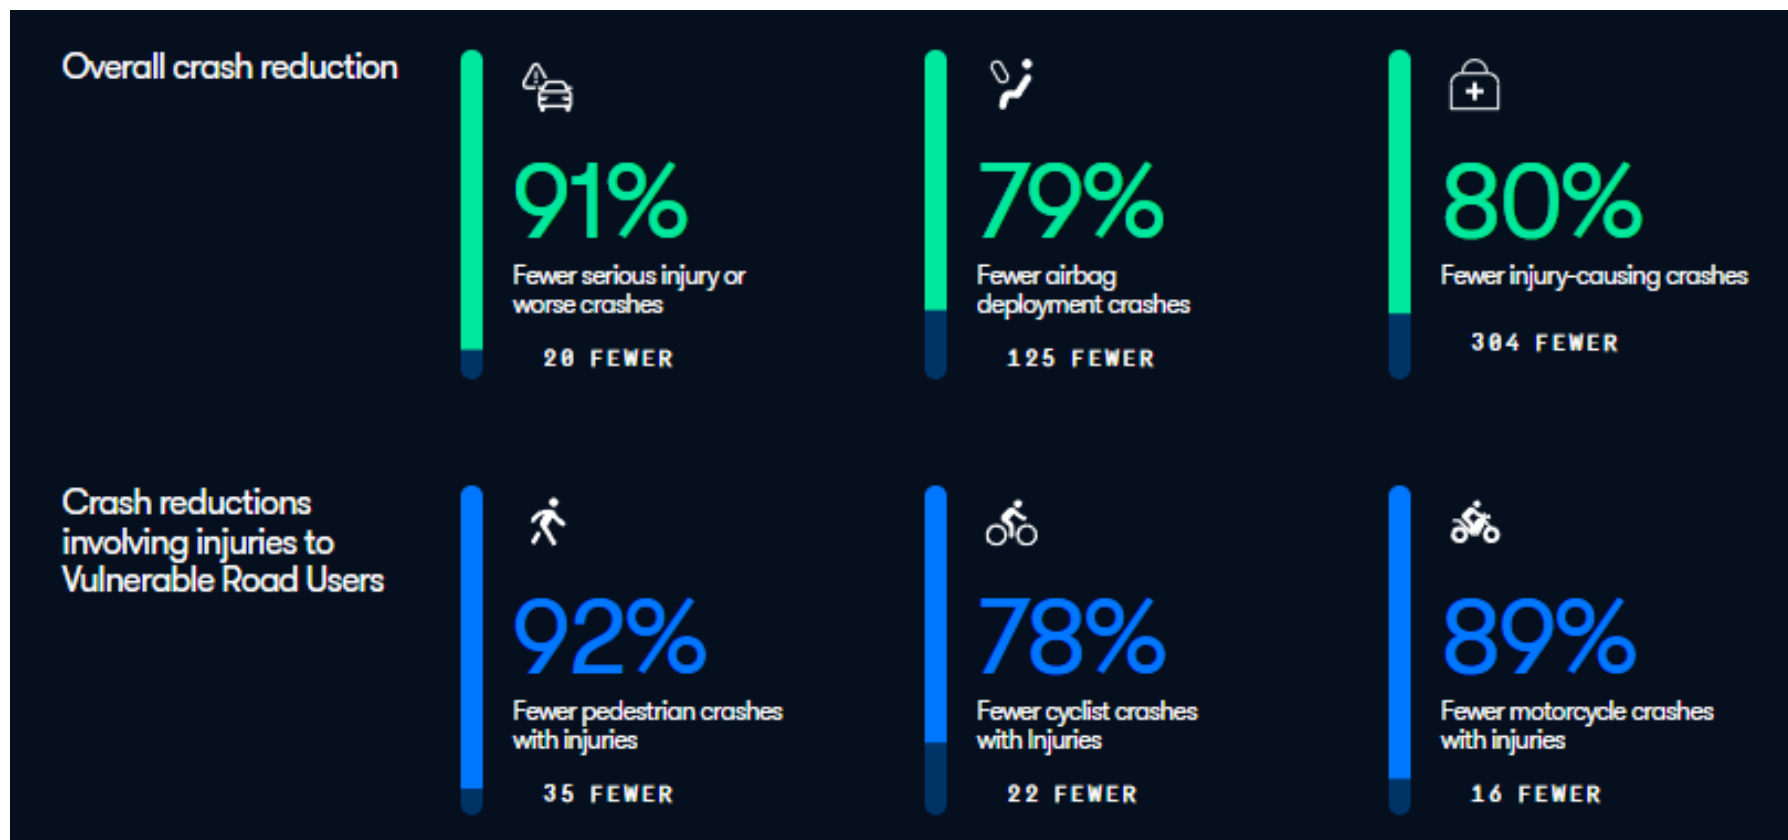 Overall crash reduction
91%
Fewer serious injury or
worse crashes
20 FEWER
79%
Fewer airbag
deployment crashes
125 FEWER
80%
Fewer injury-causing crashes
304 FEWER
Crash reductions
involving injuries to
Vulnerable Road Users
92%
Fewer pedestrian crashes
with injuries
35 FEWER
78%
Fewer cyclist crashes
with Injuries
22 FEWER
89%
Fewer motorcycle crashes
with injuries
16 FEWER